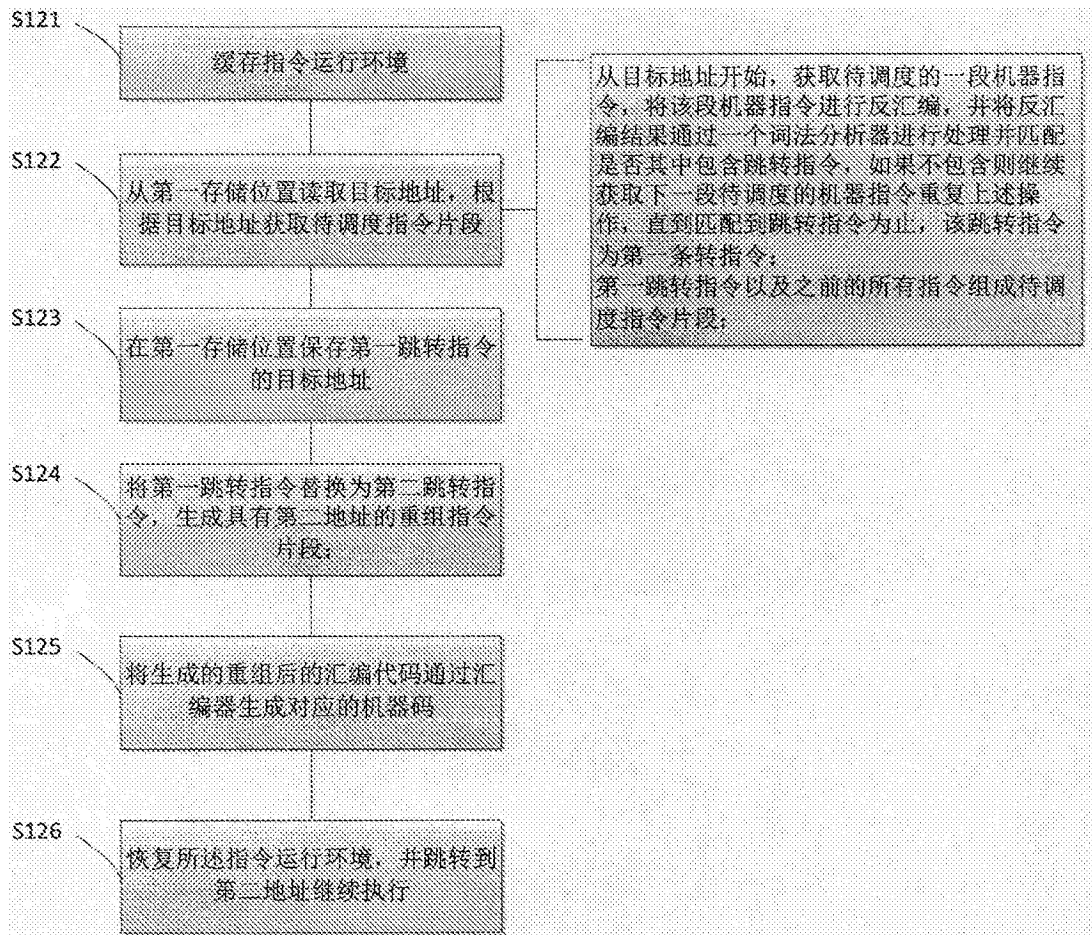 S121
缓存指令运行环境
S122
从第一存储位置读取目标地址，根
据目标地址获取待调度指令片段
从目标地址开始，获取待调度的一段机器指
令，将该段机器指令进行反汇编，并将反汇
编结果通过一个词法分析器进行处理并匹配
是否其中包含跳转指令，如果不包含则继续
获取下一段待调度的机器指令重复上述操
作，直到匹配到跳转指令为止，该跳转指令
为第一条转指令；
第一跳转指令以及之前的所有指令组成待调
度指令片段；
S123
在第一存储位置保存第一跳转指令
的目标地址
S124
将第一跳转指令替换为第二跳转指
令，生成具有第二地址的重组指令
片段；
S125
将生成的重组后的汇编代码通过汇
编器生成对应的机器码
S126
恢复所述指令运行环境，并跳转到
第二地址继续执行